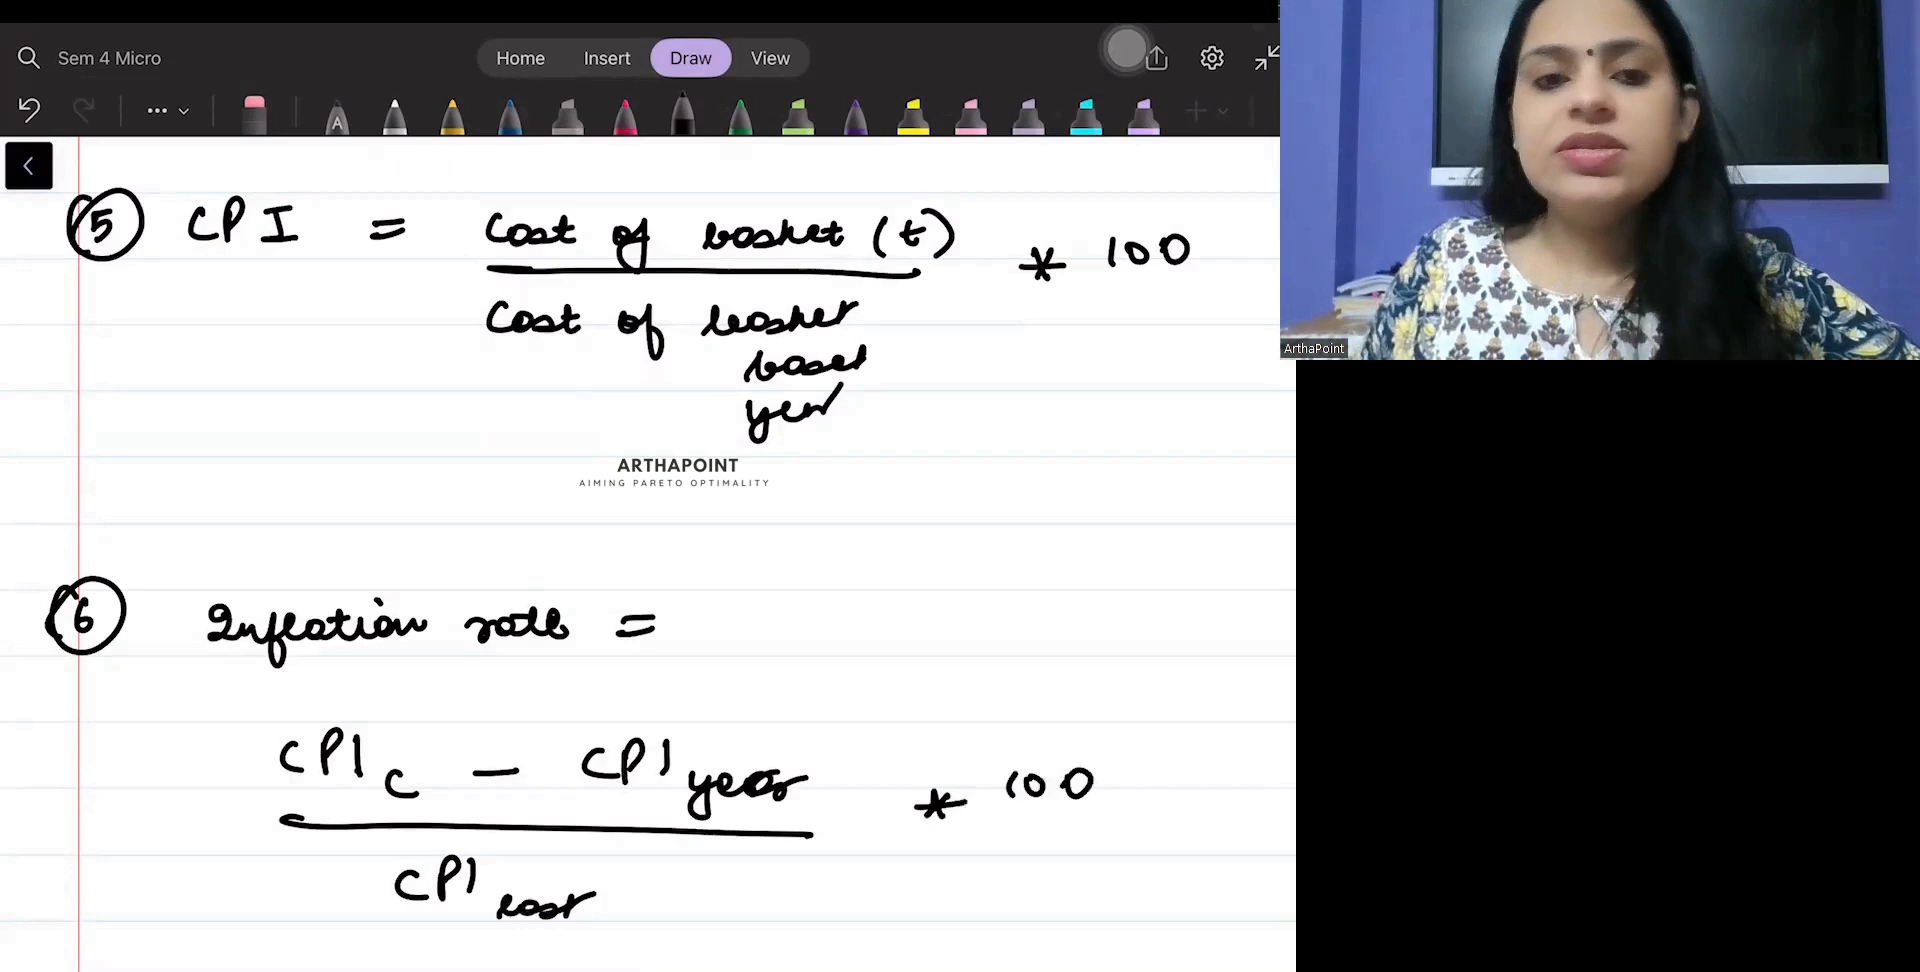 Sem 4 Micro
Home Insert Draw View
A
5 CPI = Cost of basket (t) * 100
Cost of basket
base
year
ARTHAPOINT
AIMING PARETO OPTIMALITY
6 Inflation rate =
CPI c - CPI year * 100
CPI last
ArthaPoint